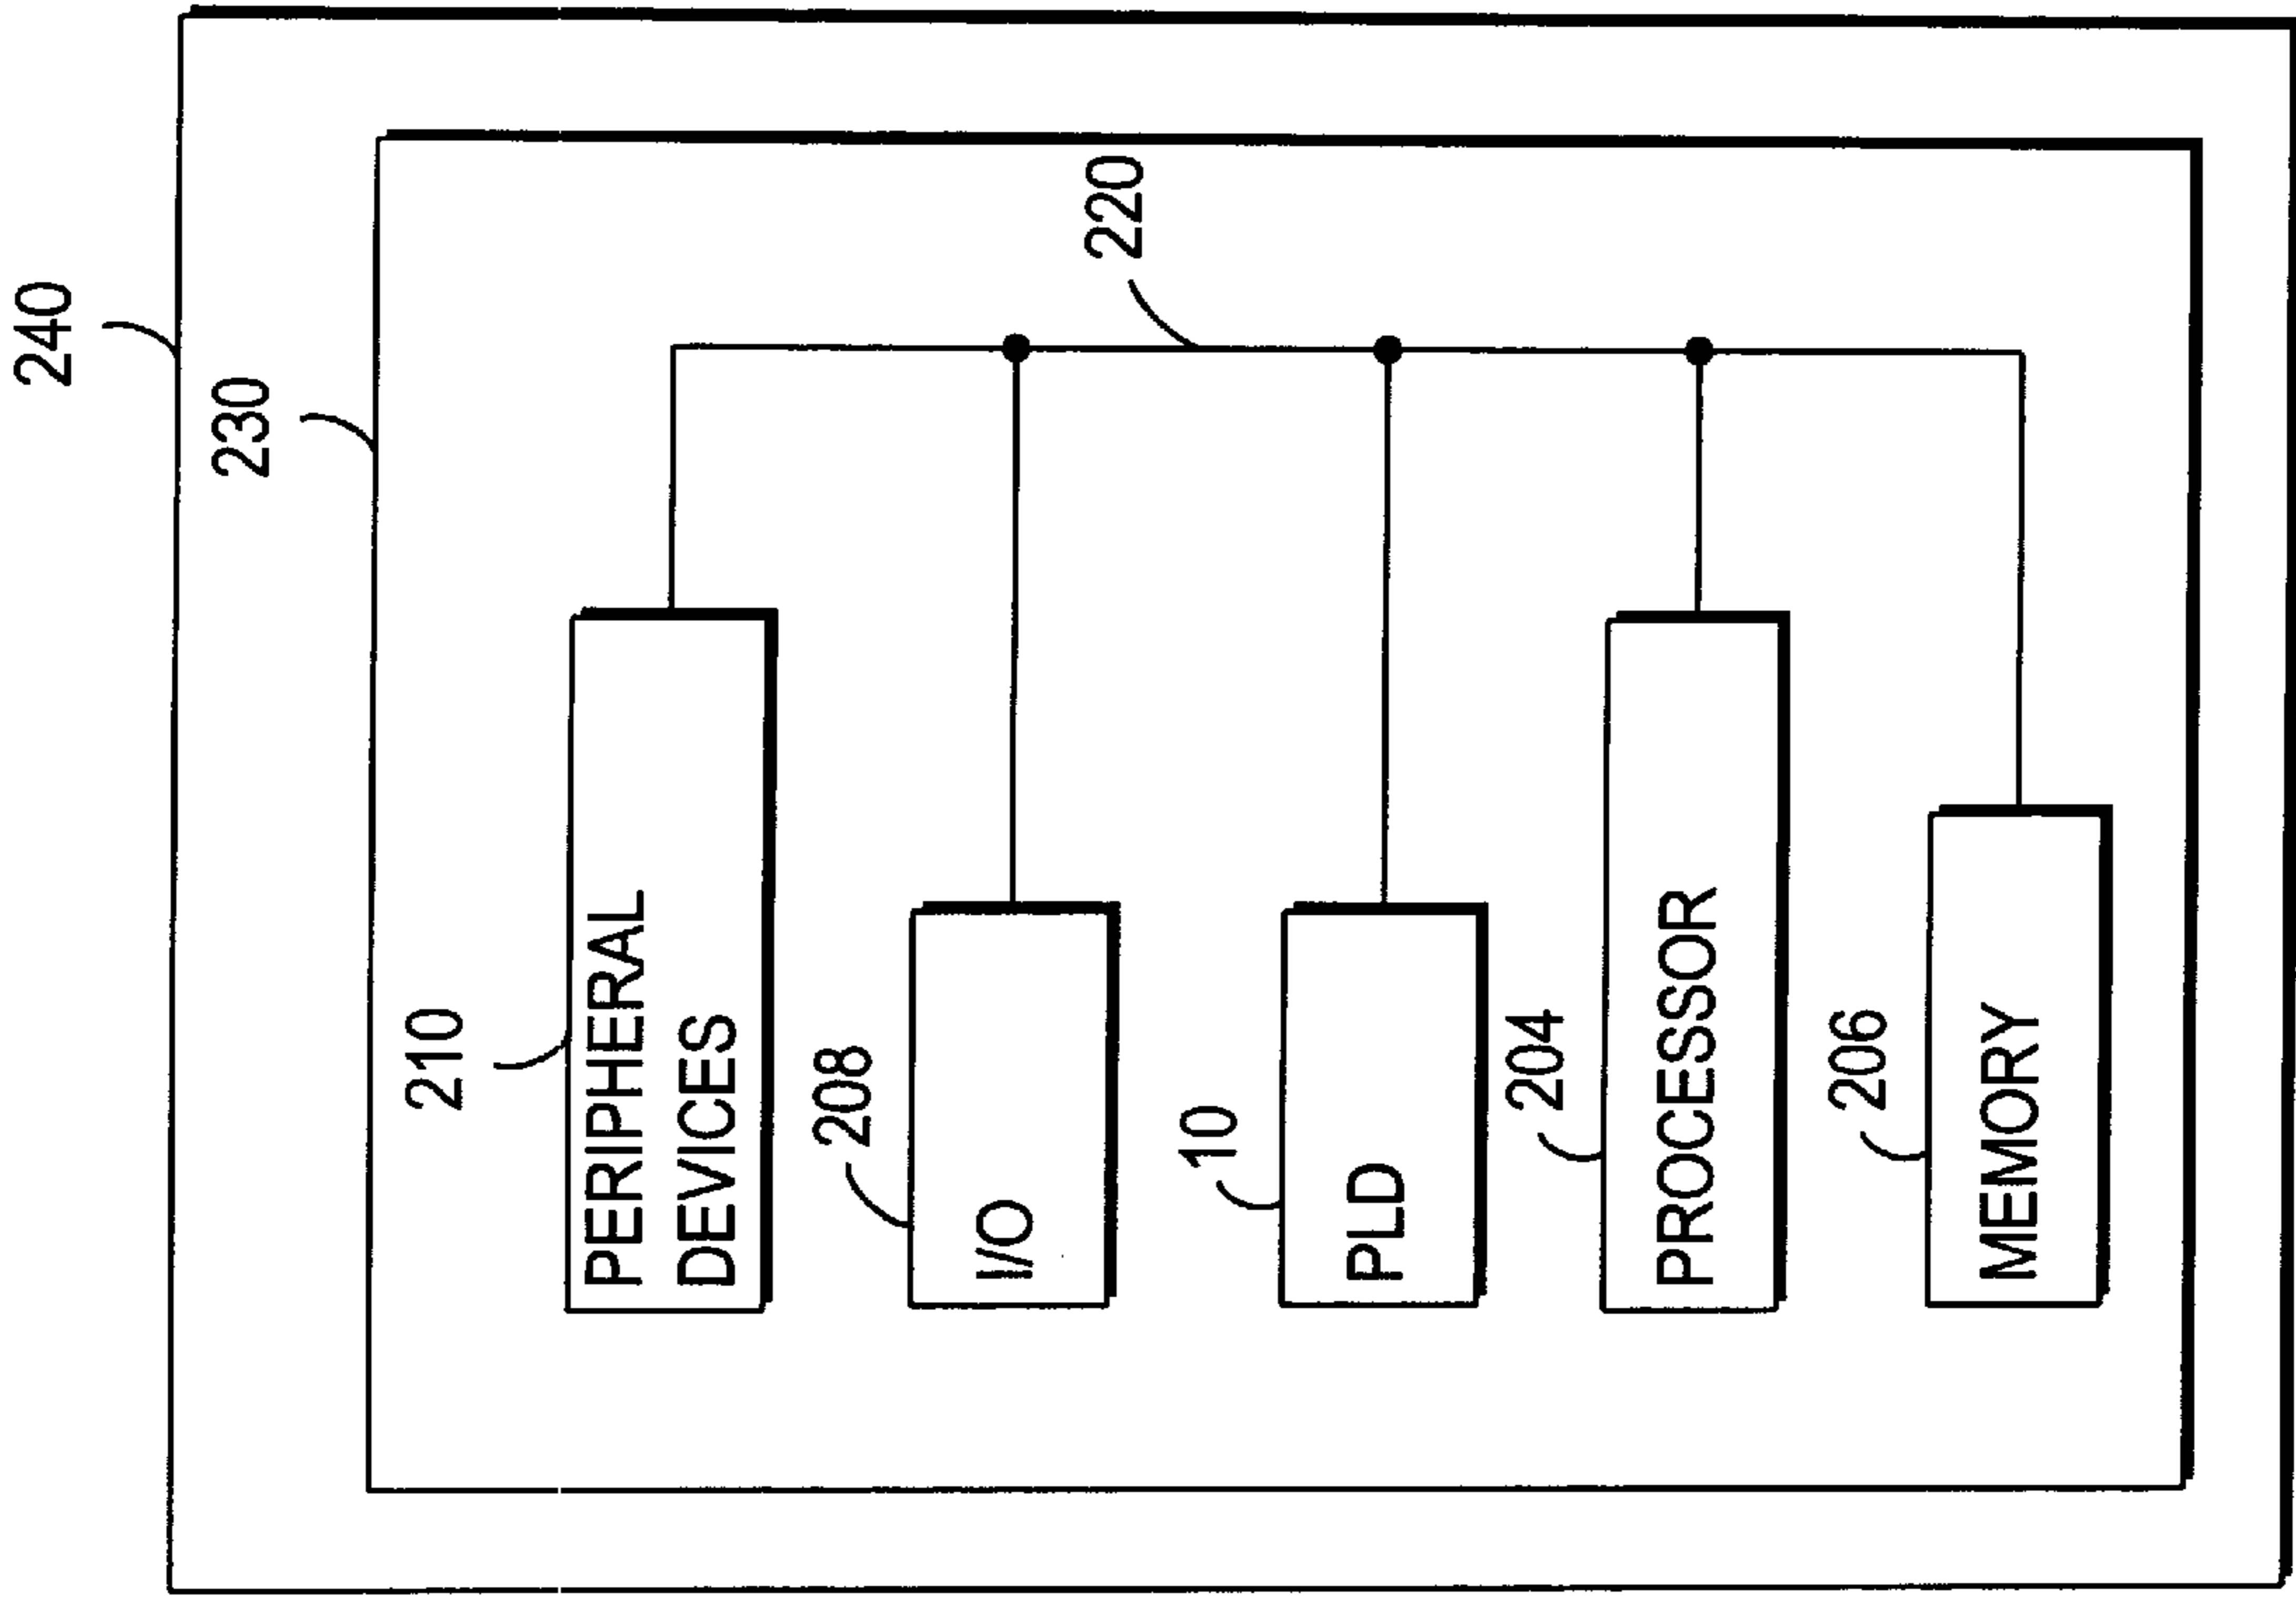 240
230
210
PERIPHERAL
DEVICES
208
I/O
220
10
PLD
204
PROCESSOR
206
MEMORY